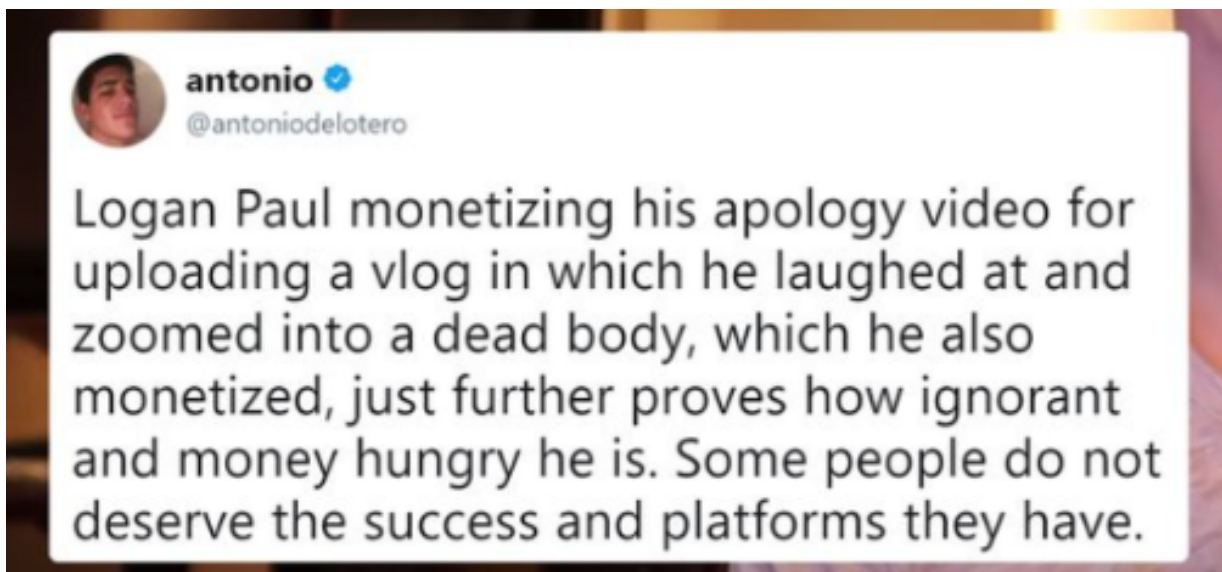 antonio
@antoniodelotero
Logan Paul monetizing his apology video for
uploading a vlog in which he laughed at and
zoomed into a dead body, which he also
monetized, just further proves how ignorant
and money hungry he is. Some people do not
deserve the success and platforms they have.